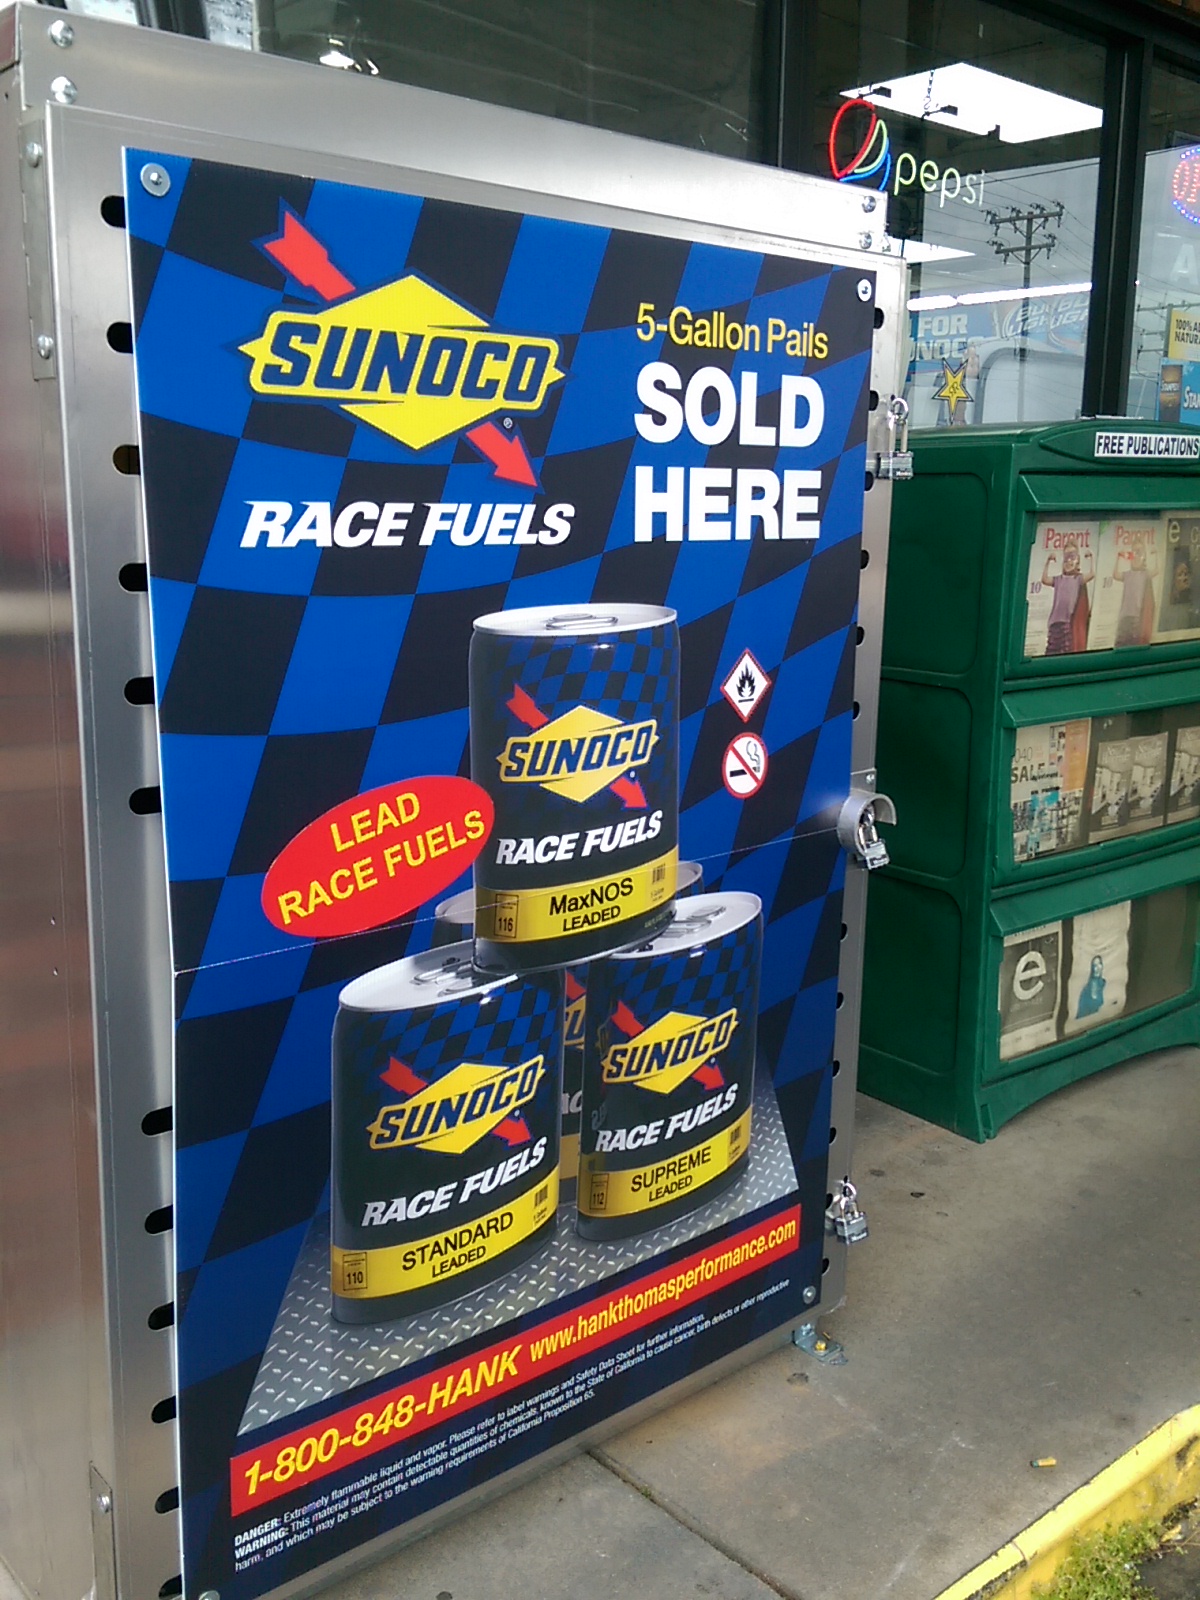 pepsi
SUNOCO
®
RACE FUELS
5-Gallon Pails
SOLD
HERE
FOR
FREE PUBLICATIONS
Parent
Parent
e
SALE
e
LEAD
RACE FUELS
SUNOCO
RACE FUELS
116
MaxNOS
LEADED
SUNOCO
RACE FUELS
110
STANDARD
LEADED
SUNOCO
RACE FUELS
112
SUPREME
LEADED
1-800-848-HANK www.hankthomasperformance.com
DANGER: Extremely flammable liquid and vapor. Please refer to label warnings and Safety Data Sheet for further information.
WARNING: This material may contain detectable quantities of chemicals, known to the State of California to cause cancer, birth defects or other reproductive
harm, and which may be subject to the warning requirements of California Proposition 65.